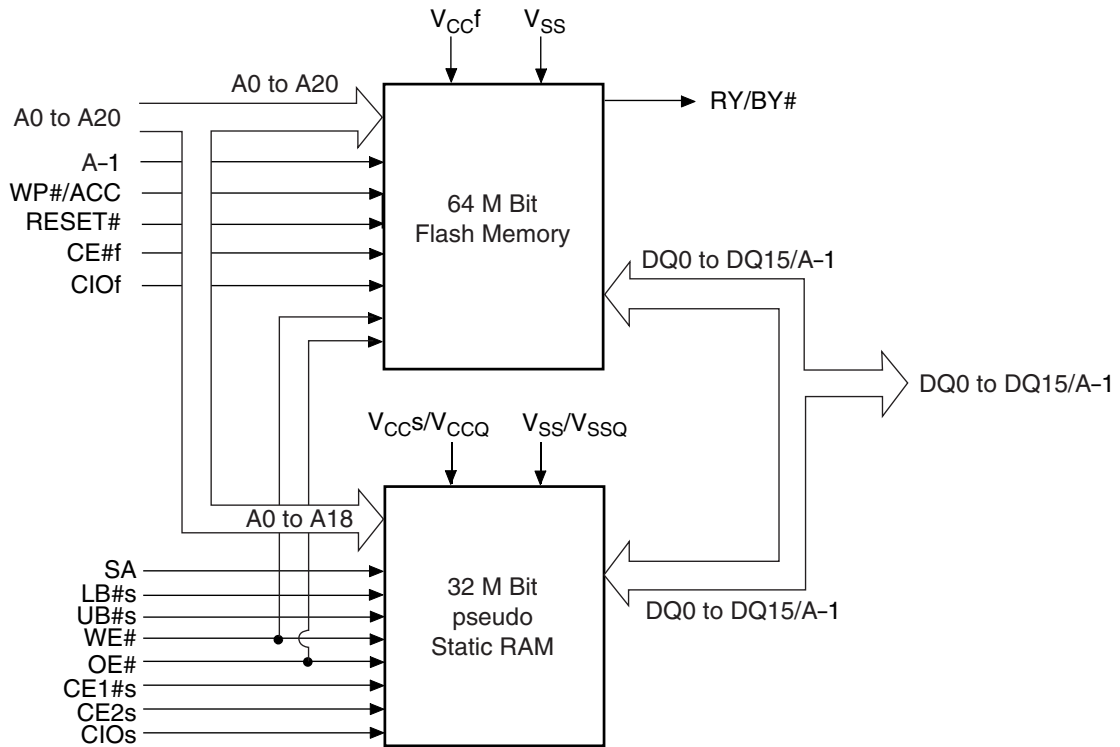 VCCf
VSS
A0 to A20
A0 to A20
RY/BY#
A–1
WP#/ACC
RESET#
CE#f
CIOf
64 M Bit
Flash Memory
DQ0 to DQ15/A–1
DQ0 to DQ15/A–1
VCCs/VCCQ
VSS/VSSQ
A0 to A18
SA
LB#s
UB#s
WE#
OE#
CE1#s
CE2s
CIOs
32 M Bit
pseudo
Static RAM
DQ0 to DQ15/A–1